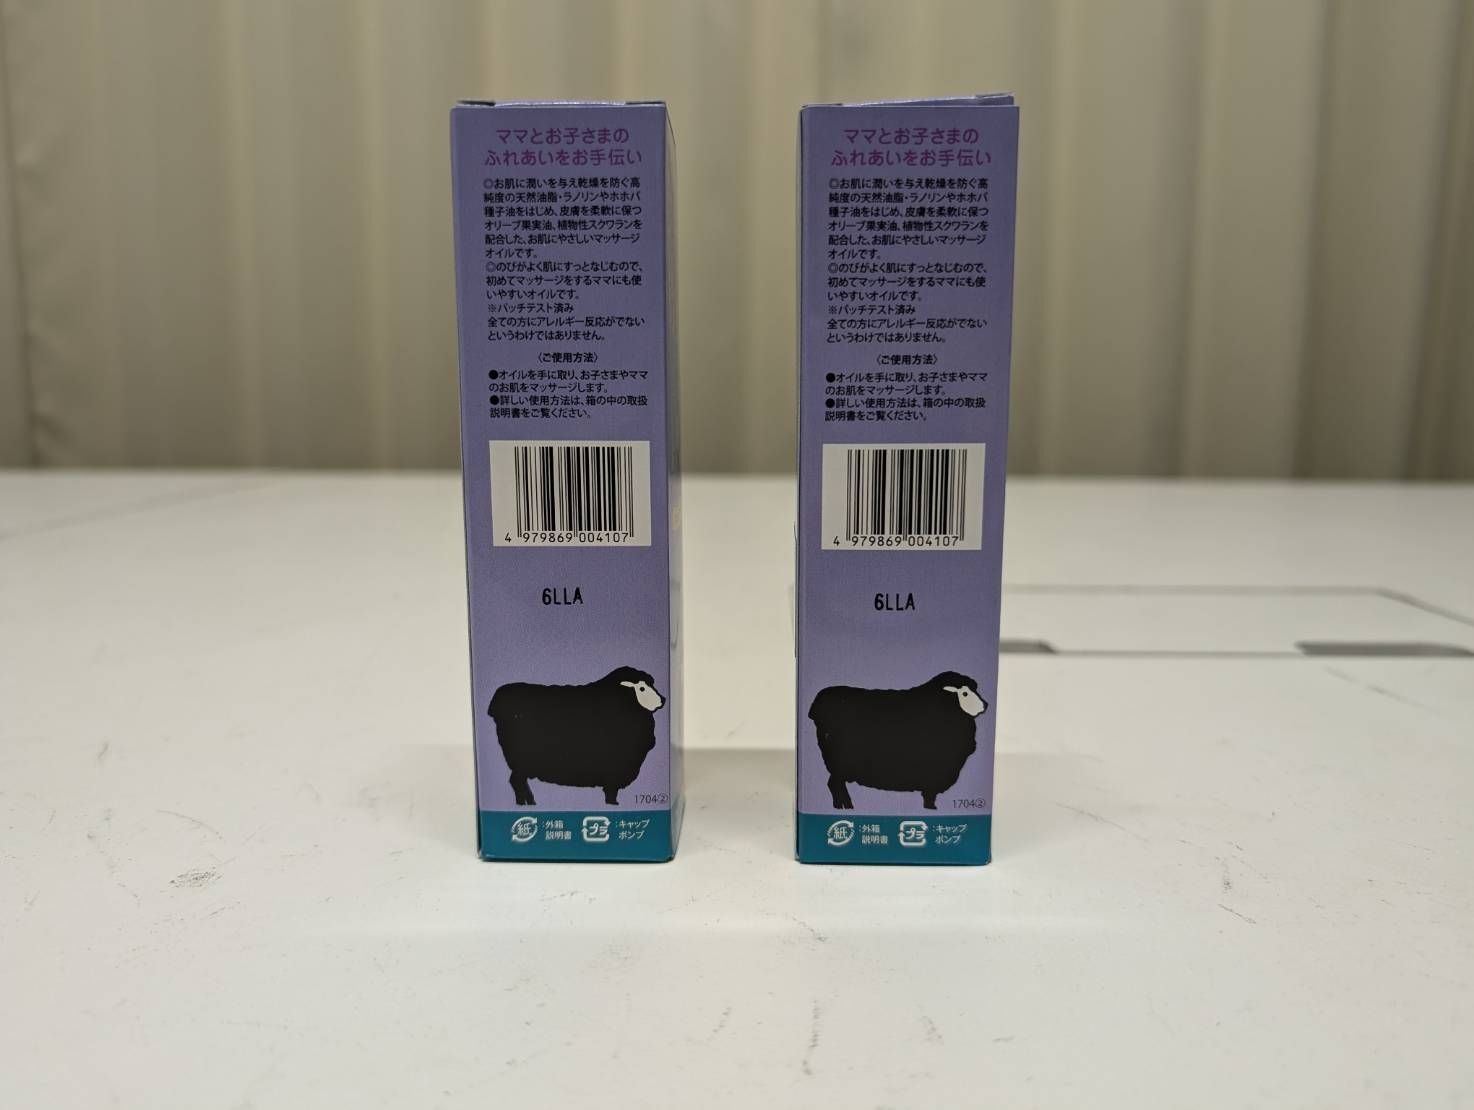 ママとお子さまの
ふれあいをお手伝い
◎お肌に潤いを与え乾燥を防ぐ高
純度の天然油脂・ラノリンやホホバ
種子油をはじめ、皮膚を柔軟に保つ
オリーブ果実油、植物性スクワランを
配合した、お肌にやさしいマッサージ
オイルです。
◎のびがよく肌にすっとなじむので、
初めてマッサージをするママにも使
いやすいオイルです。
※パッチテスト済み
全ての方にアレルギー反応がでない
というわけではありません。
〈ご使用方法〉
●オイルを手に取り、お子さまやママ
のお肌をマッサージします。
●詳しい使用方法は、箱の中の取扱
説明書をご覧ください。
4 979869 004107
6LLA
1704②
紙 :外箱 プラ :キャップ
説明書 ポンプ
ママとお子さまの
ふれあいをお手伝い
◎お肌に潤いを与え乾燥を防ぐ高
純度の天然油脂・ラノリンやホホバ
種子油をはじめ、皮膚を柔軟に保つ
オリーブ果実油、植物性スクワランを
配合した、お肌にやさしいマッサージ
オイルです。
◎のびがよく肌にすっとなじむので、
初めてマッサージをするママにも使
いやすいオイルです。
※パッチテスト済み
全ての方にアレルギー反応がでない
というわけではありません。
〈ご使用方法〉
●オイルを手に取り、お子さまやママ
のお肌をマッサージします。
●詳しい使用方法は、箱の中の取扱
説明書をご覧ください。
4 979869 004107
6LLA
1704②
紙 :外箱 プラ :キャップ
説明書 ポンプ